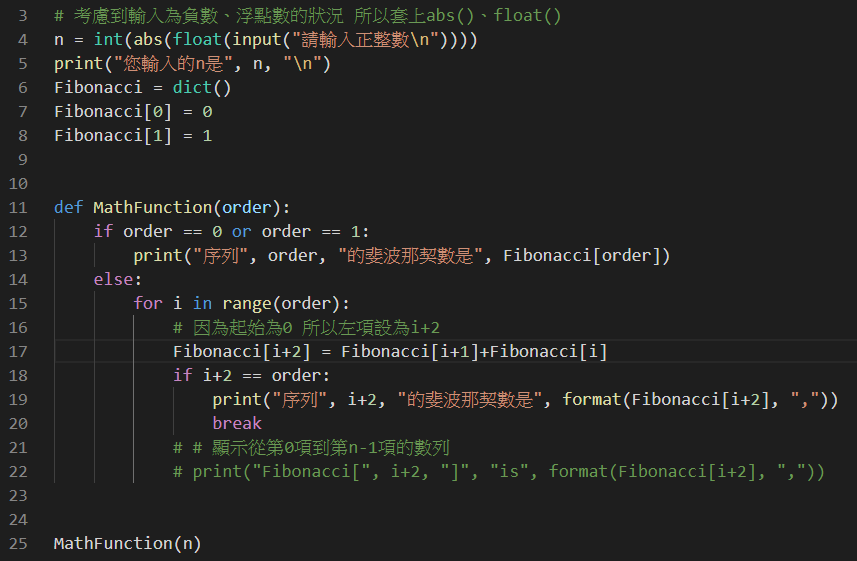 3 # 考慮到輸入為負數、浮點數的狀況 所以套上abs()、float()
4 n = int(abs(float(input("請輸入正整數\n"))))
5 print("您輸入的n是", n, "\n")
6 Fibonacci = dict()
7 Fibonacci[0] = 0
8 Fibonacci[1] = 1
9
10
11 def MathFunction(order):
12     if order == 0 or order == 1:
13         print("序列", order, "的斐波那契數是", Fibonacci[order])
14     else:
15         for i in range(order):
16             # 因為起始為0 所以左項設為i+2
17             Fibonacci[i+2] = Fibonacci[i+1]+Fibonacci[i]
18             if i+2 == order:
19                 print("序列", i+2, "的斐波那契數是", format(Fibonacci[i+2], ","))
20                 break
21             # # 顯示從第0項到第n-1項的數列
22             # print("Fibonacci[", i+2, "]", "is", format(Fibonacci[i+2], ","))
23
24
25 MathFunction(n)